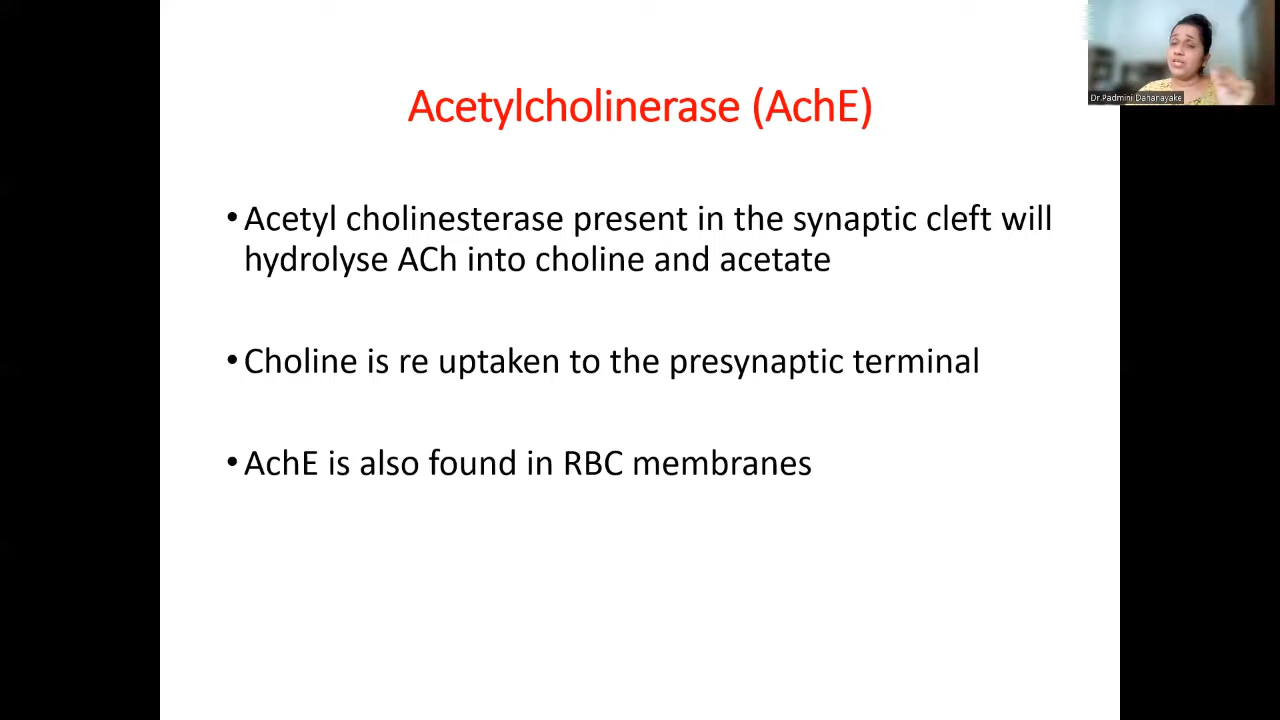 Dr.Padmini Dahanayake
Acetylcholinerase (AchE)
•Acetyl cholinesterase present in the synaptic cleft will
hydrolyse ACh into choline and acetate
•Choline is re uptaken to the presynaptic terminal
•AchE is also found in RBC membranes